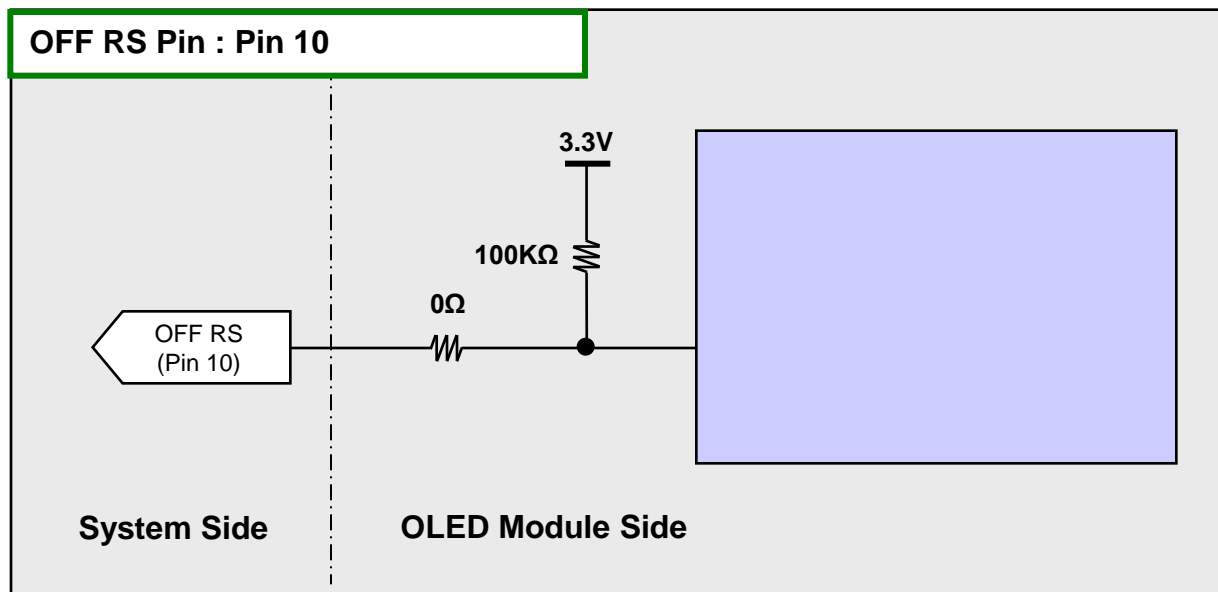 OFF RS Pin : Pin 10
3.3V
100KΩ
0Ω
OFF RS
(Pin 10)
System Side
OLED Module Side